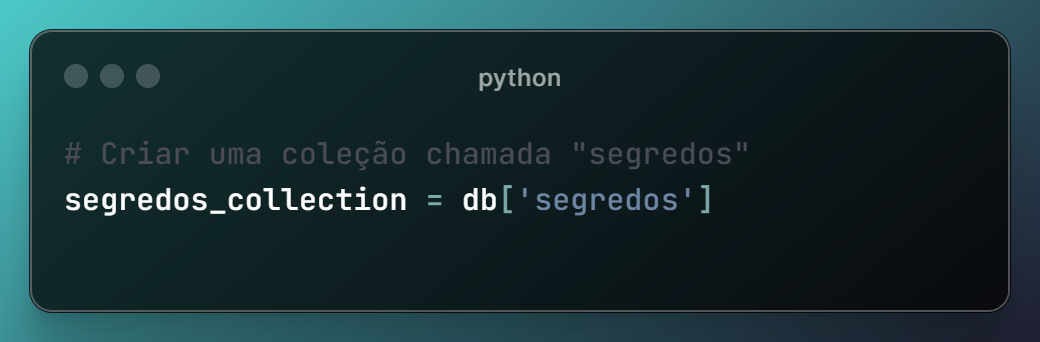 python
# Criar uma coleção chamada "segredos"
segredos_collection = db['segredos']